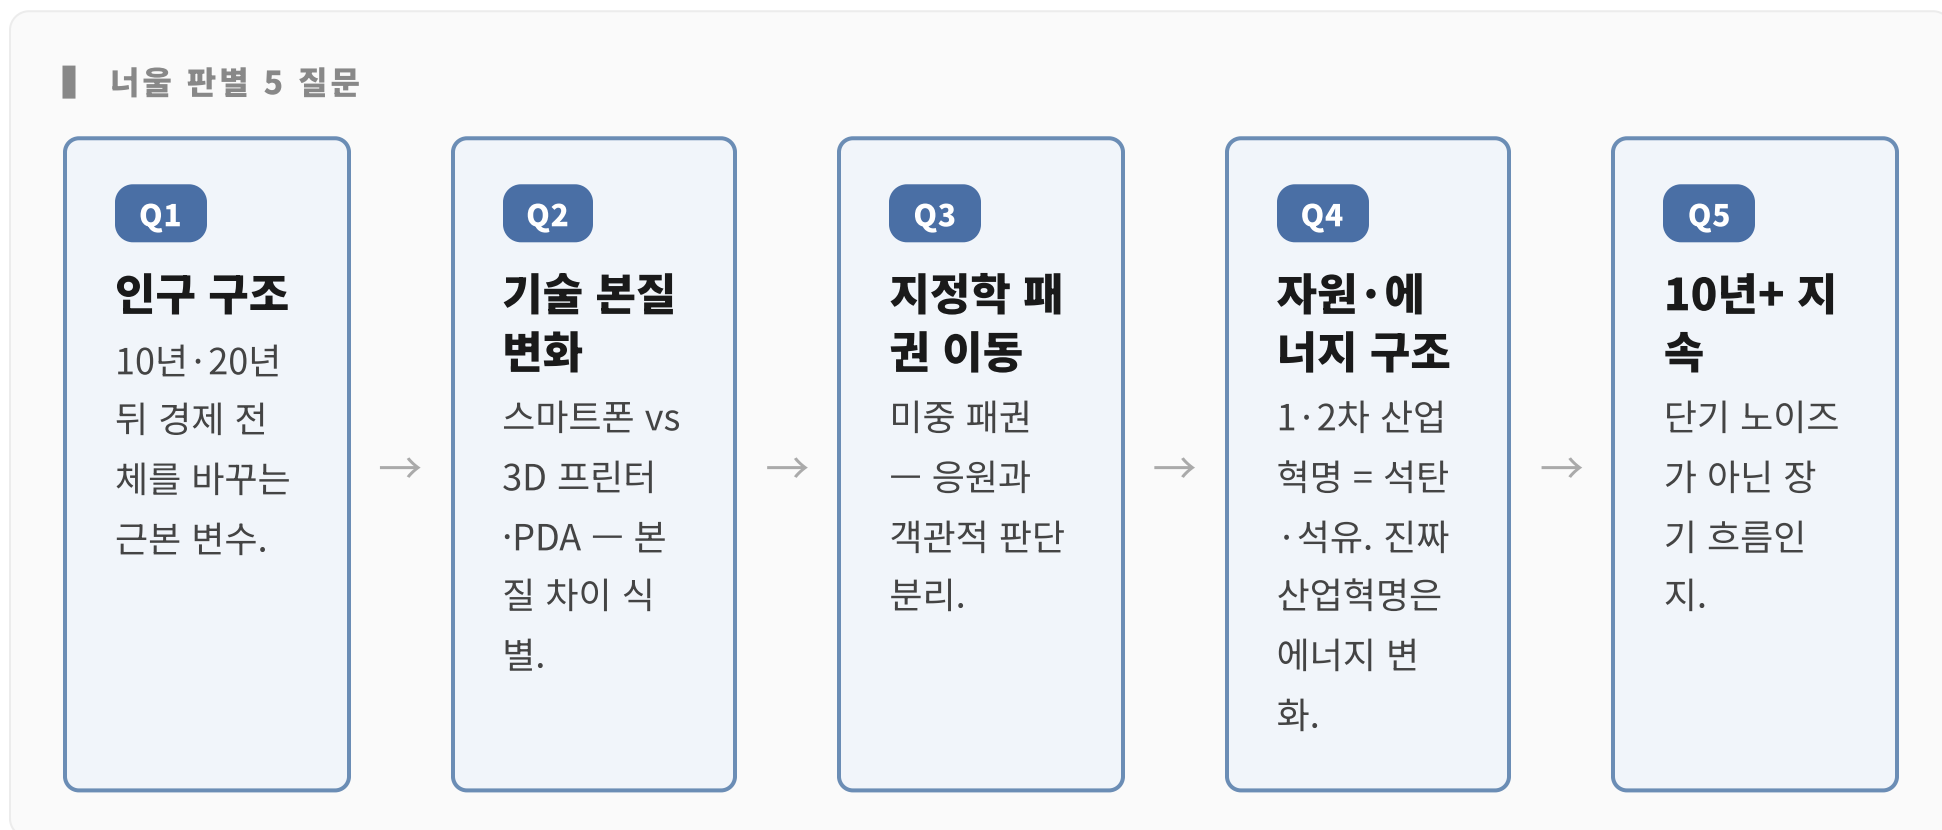 너울 판별 5 질문
Q1
인구 구조
10년·20년
뒤 경제 전
체를 바꾸는
근본 변수.
→
Q2
기술 본질
변화
스마트폰 vs
3D 프린터
·PDA — 본
질 차이 식
별.
→
Q3
지정학 패
권 이동
미중 패권
— 응원과
객관적 판단
분리.
→
Q4
자원·에
너지 구조
1·2차 산업
혁명 = 석탄
·석유. 진짜
산업혁명은
에너지 변
화.
→
Q5
10년+ 지
속
단기 노이즈
가 아닌 장
기 흐름인
지.